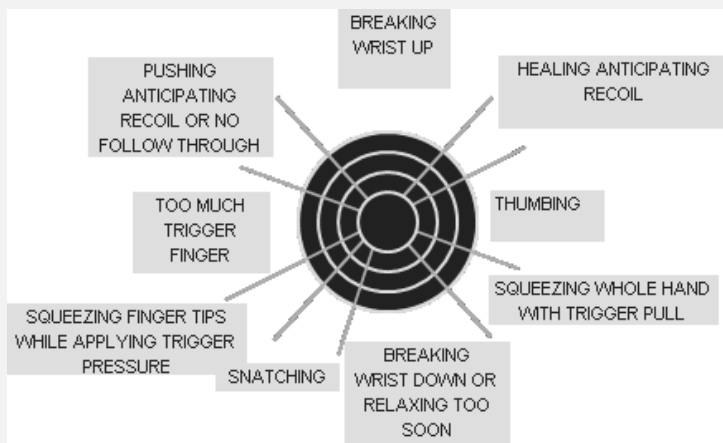 BREAKING
WRIST UP
PUSHING
ANTICIPATING
RECOIL OR NO
FOLLOW THROUGH
HEALING ANTICIPATING
RECOIL
TOO MUCH
TRIGGER
FINGER
THUMBING
SQUEEZING WHOLE HAND
WITH TRIGGER PULL
SQUEEZING FINGER TIPS
WHILE APPLYING TRIGGER
PRESSURE
SNATCHING
BREAKING
WRIST DOWN OR
RELAXING TOO
SOON